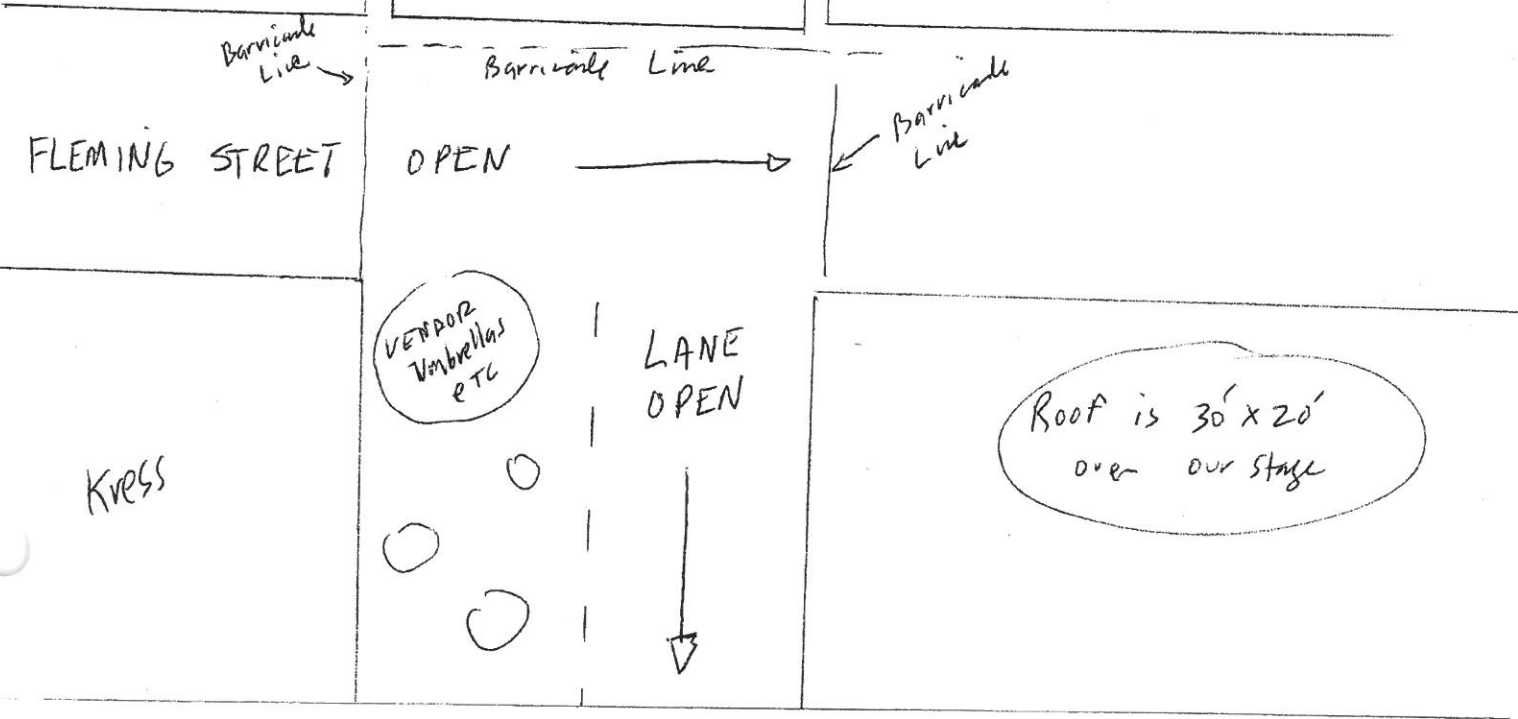 Barricade
Line
Barricade Line
Barricade
Line
FLEMING STREET OPEN
VENDOR
Umbrellas
eTC
LANE
OPEN
Roof is 30' x 20'
over our stage
Kress